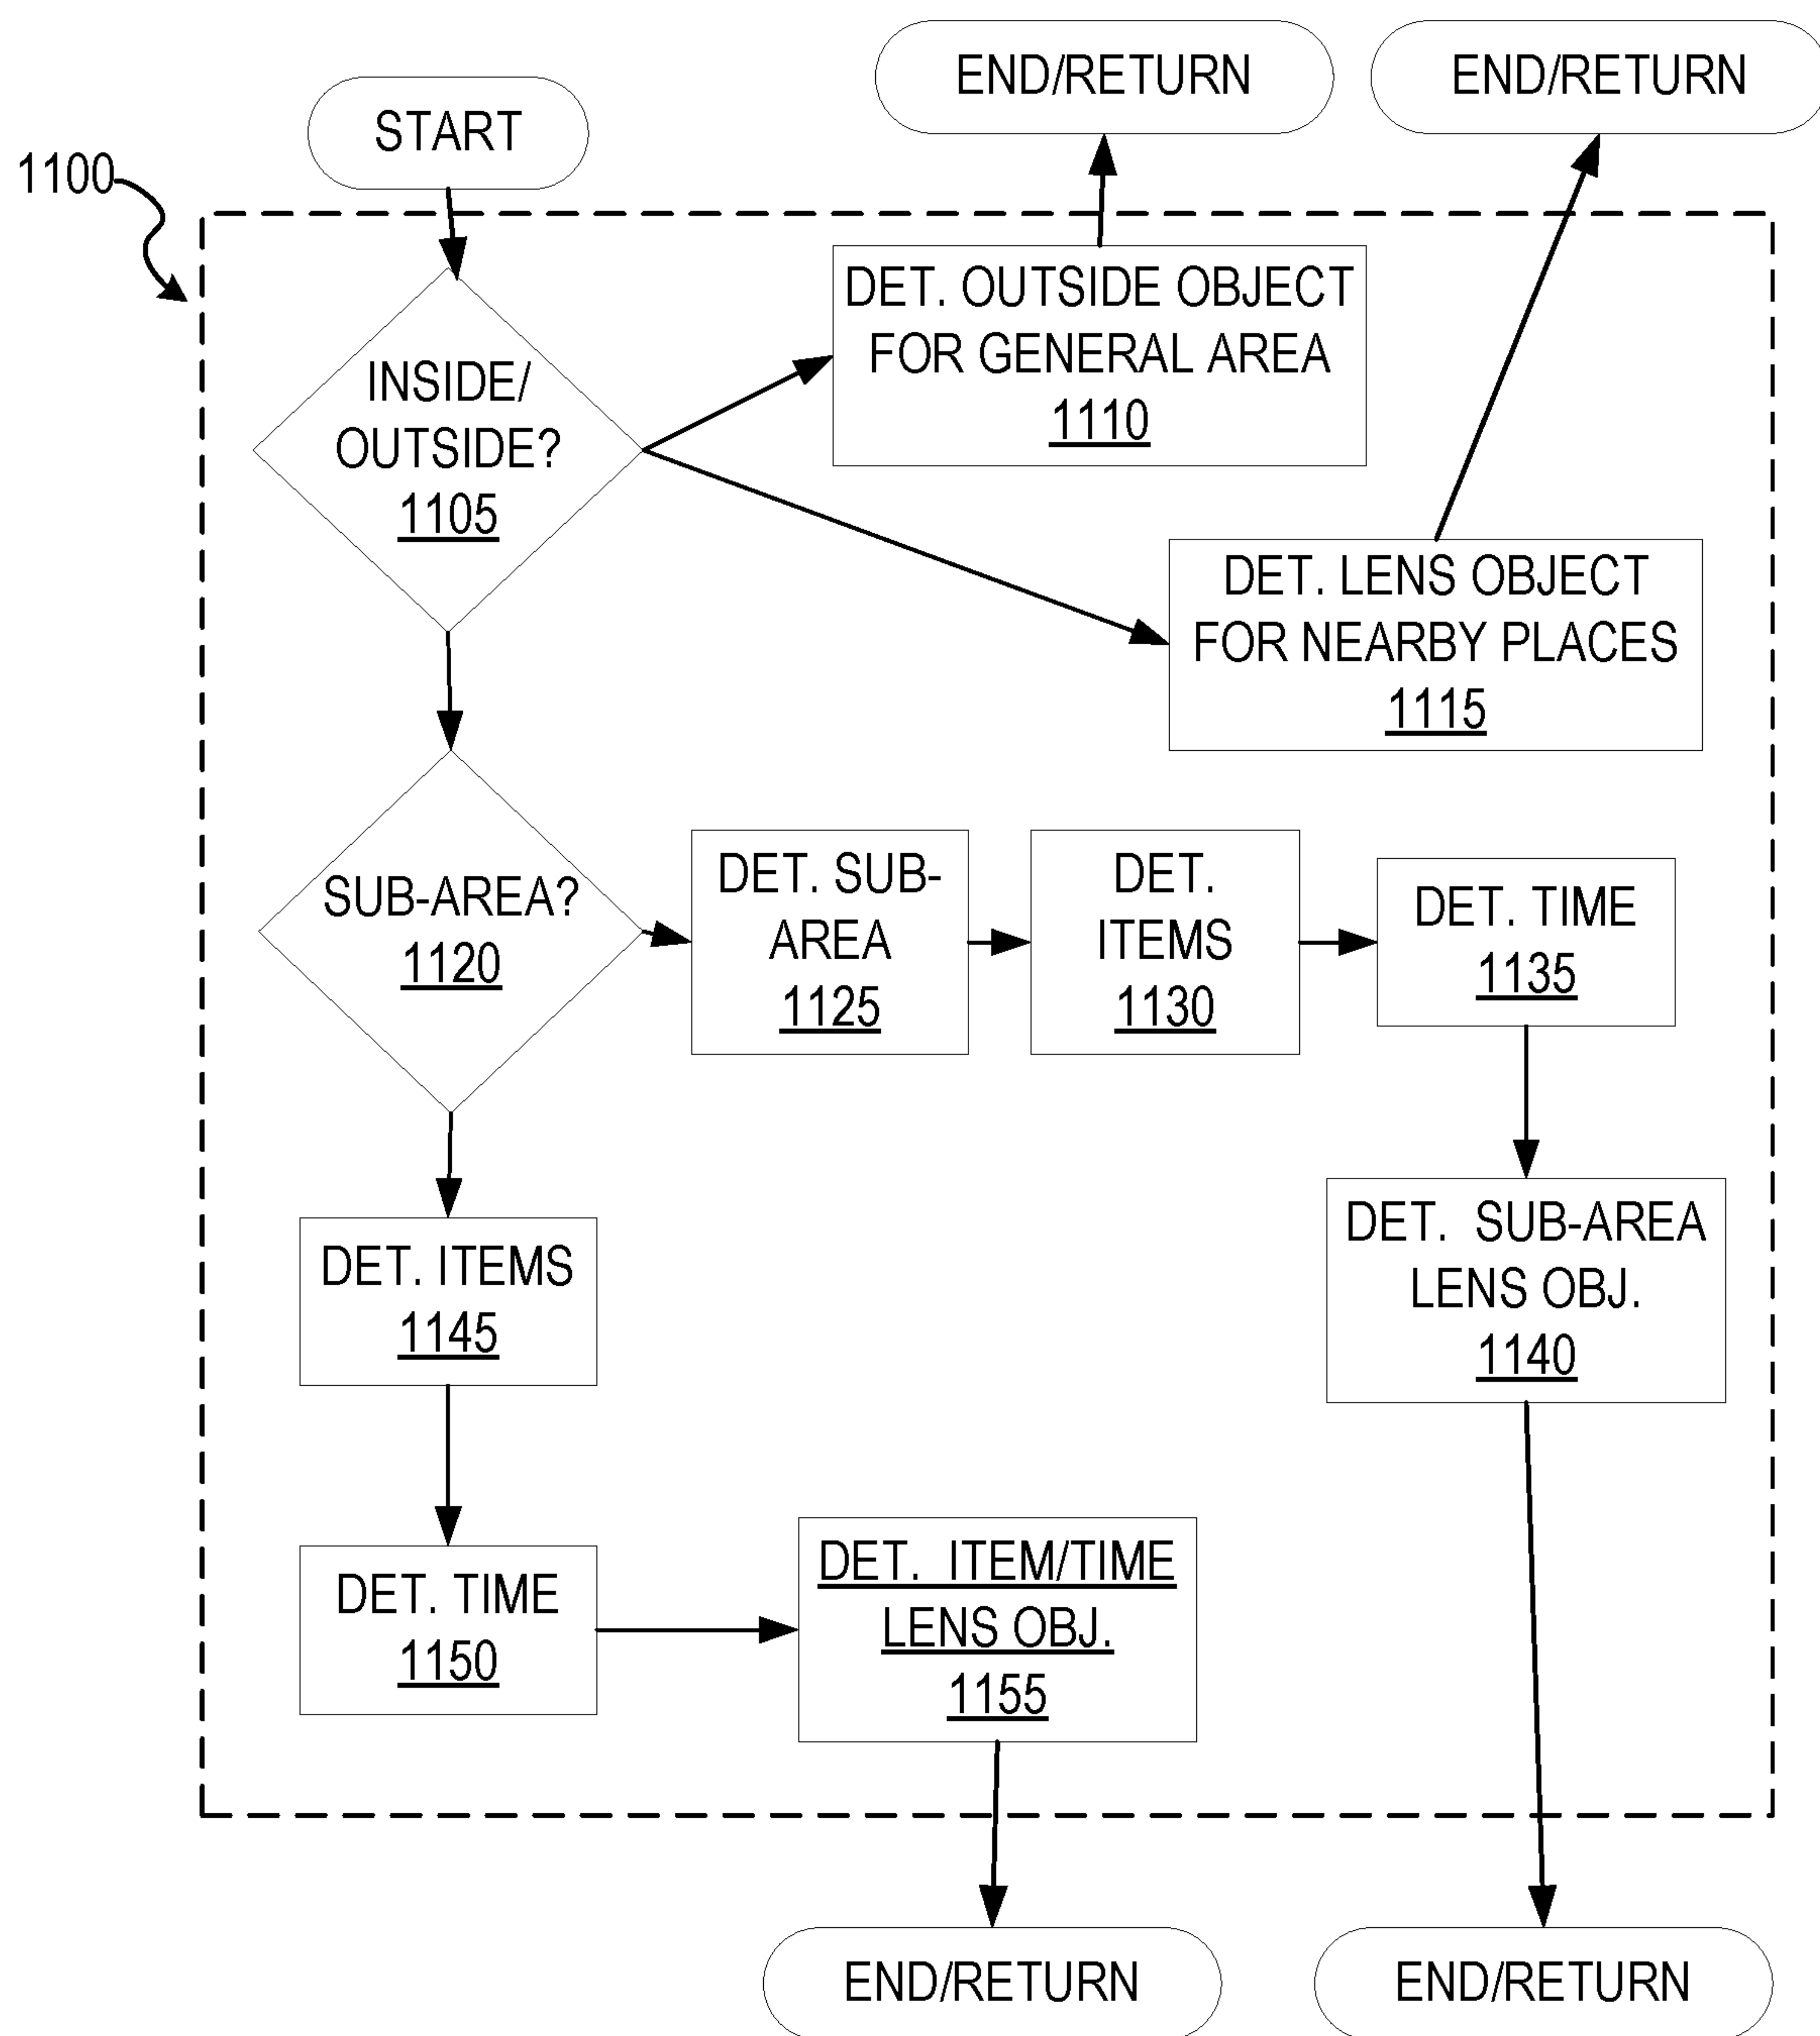 END/RETURN
END/RETURN
START
1100
DET. OUTSIDE OBJECT
FOR GENERAL AREA
1110
INSIDE/
OUTSIDE?
1105
DET. LENS OBJECT
FOR NEARBY PLACES
1115
SUB-AREA?
1120
DET. SUB-
AREA
1125
DET.
ITEMS
1130
DET. TIME
1135
DET. SUB-AREA
LENS OBJ.
1140
DET. ITEMS
1145
DET. TIME
1150
DET. ITEM/TIME
LENS OBJ.
1155
END/RETURN
END/RETURN